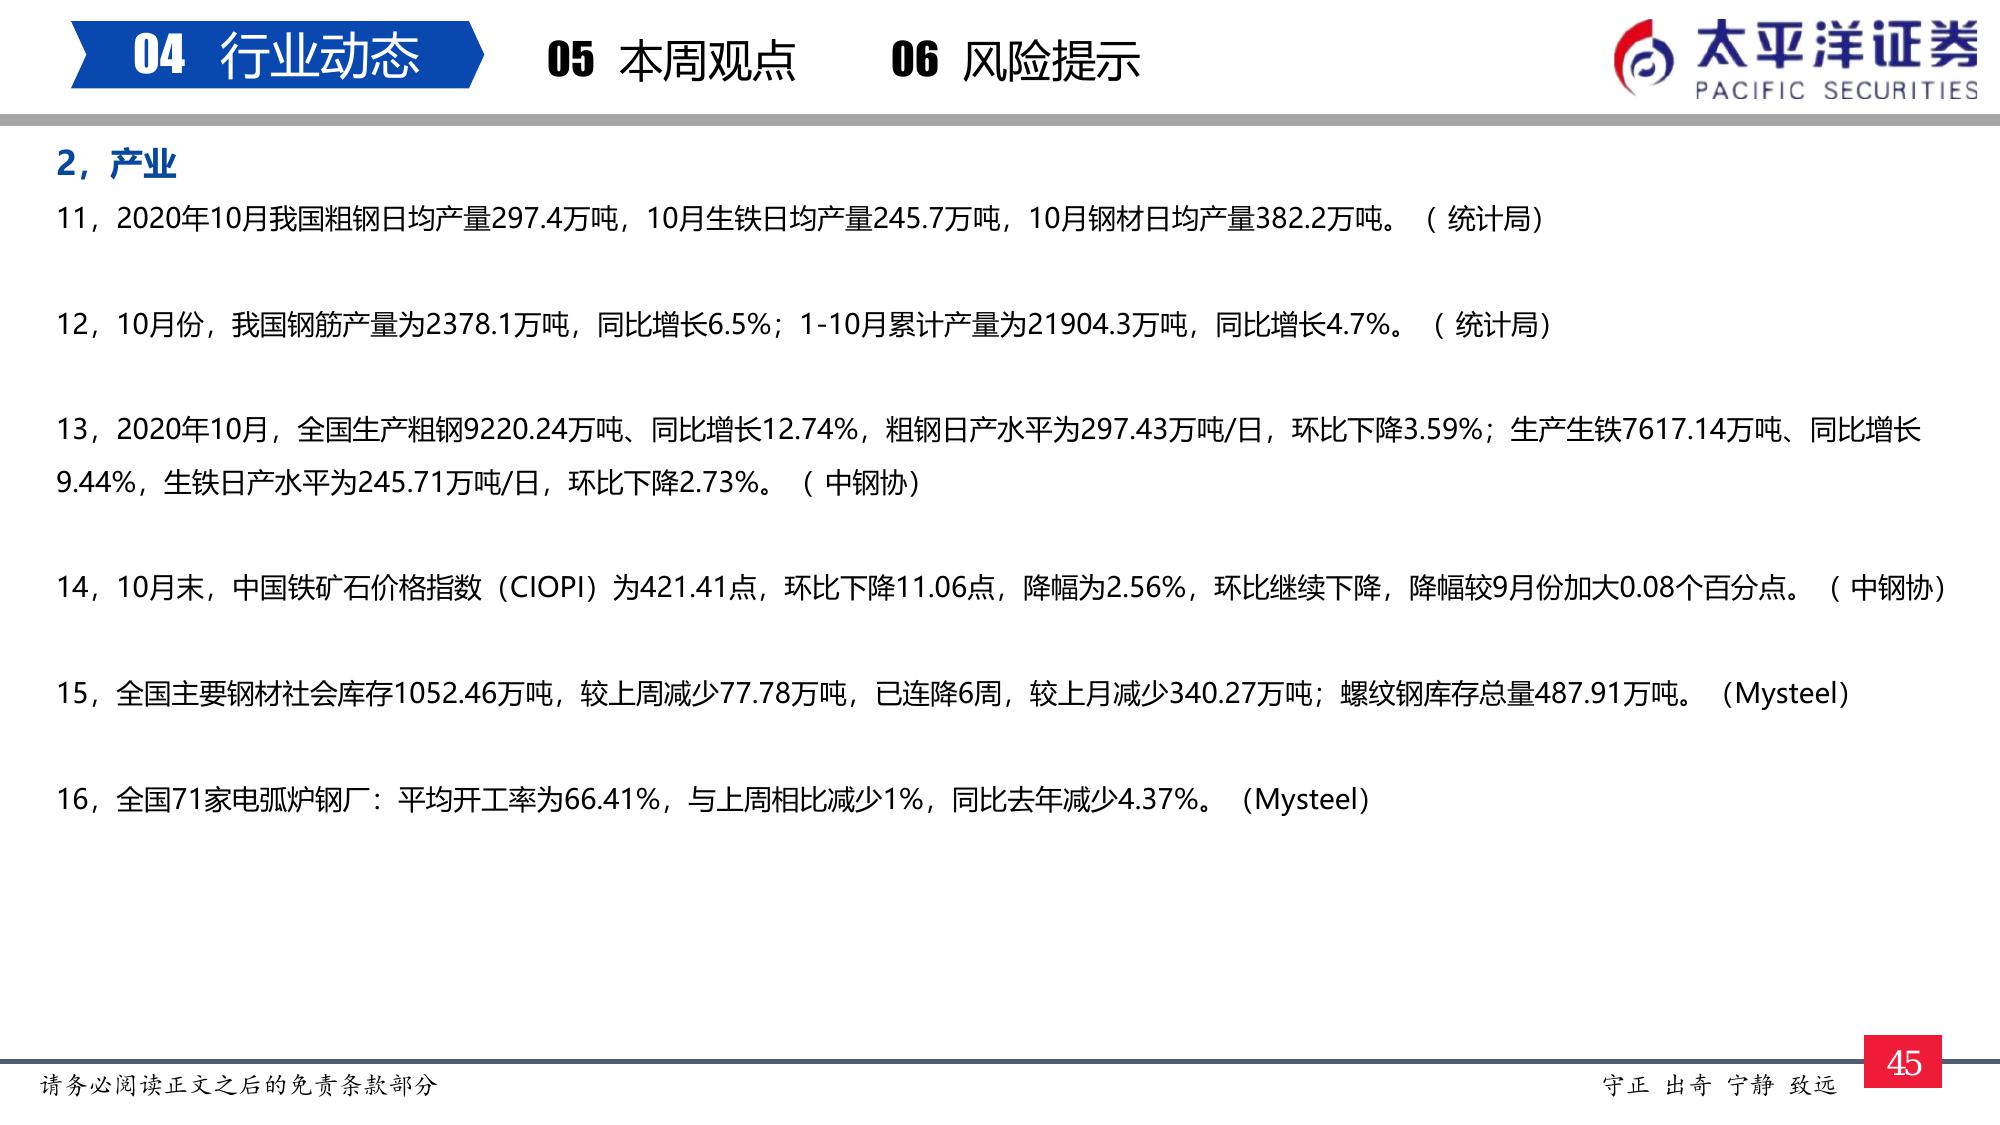 04 行业动态
05 本周观点
06 风险提示
太平洋证券
PACIFIC SECURITIES
2，产业
11，2020年10月我国粗钢日均产量297.4万吨，10月生铁日均产量245.7万吨，10月钢材日均产量382.2万吨。（ 统计局）
12，10月份，我国钢筋产量为2378.1万吨，同比增长6.5%；1-10月累计产量为21904.3万吨，同比增长4.7%。（ 统计局）
13，2020年10月，全国生产粗钢9220.24万吨、同比增长12.74%，粗钢日产水平为297.43万吨/日，环比下降3.59%；生产生铁7617.14万吨、同比增长
9.44%，生铁日产水平为245.71万吨/日，环比下降2.73%。（ 中钢协）
14，10月末，中国铁矿石价格指数（CIOPI）为421.41点，环比下降11.06点，降幅为2.56%，环比继续下降，降幅较9月份加大0.08个百分点。（ 中钢协）
15，全国主要钢材社会库存1052.46万吨，较上周减少77.78万吨，已连降6周，较上月减少340.27万吨；螺纹钢库存总量487.91万吨。（Mysteel）
16，全国71家电弧炉钢厂：平均开工率为66.41%，与上周相比减少1%，同比去年减少4.37%。（Mysteel）
请务必阅读正文之后的免责条款部分
守正 出奇 宁静 致远
45